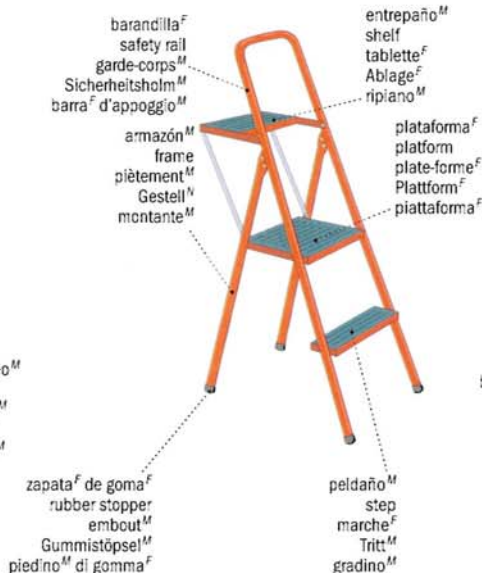 barandilla^F
safety rail
garde-corps^M
Sicherheitsholm^M
barra^F d'appoggio^M
entrepaño^M
shelf
tablette^F
Ablage^F
ripiano^M
armazón^M
frame
piètement^M
Gestell^N
montante^M
plataforma^F
platform
plate-forme^F
Plattform^F
piattaforma^F
o^M
M
M
zapata^F de goma^F
rubber stopper
embout^M
Gummistöpsel^M
piedino^M di gomma^F
peldaño^M
step
marche^F
Tritt^M
gradino^M